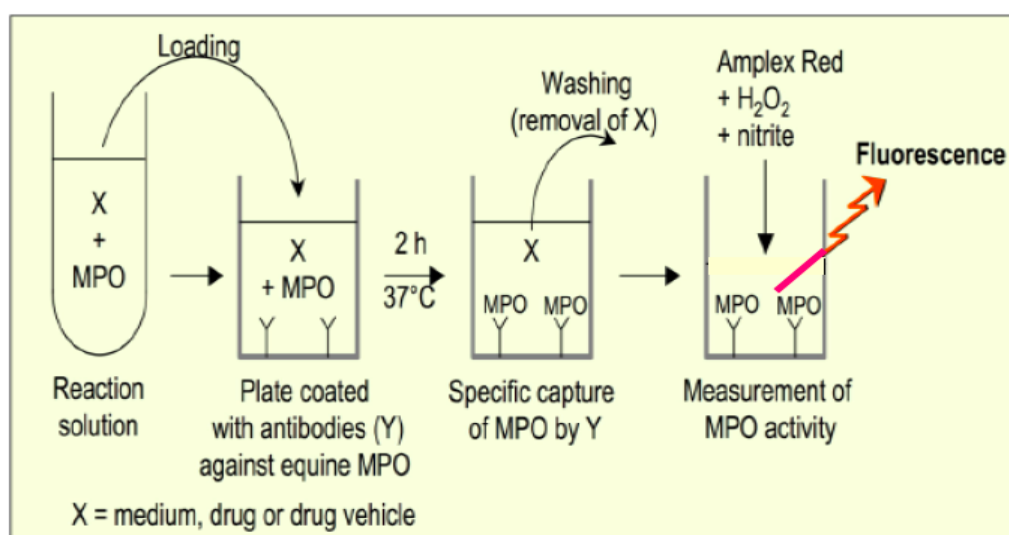 Loading
X
+
MPO
Reaction
solution
X
+ MPO
Y Y
Plate coated
with antibodies (Y)
against equine MPO
2 h
37°C
Washing
(removal of X)
X
MPO MPO
Y Y
Specific capture
of MPO by Y
Amplex Red
+ H₂O₂
+ nitrite
Fluorescence
MPO MPO
Y Y
Measurement of
MPO activity
X = medium, drug or drug vehicle